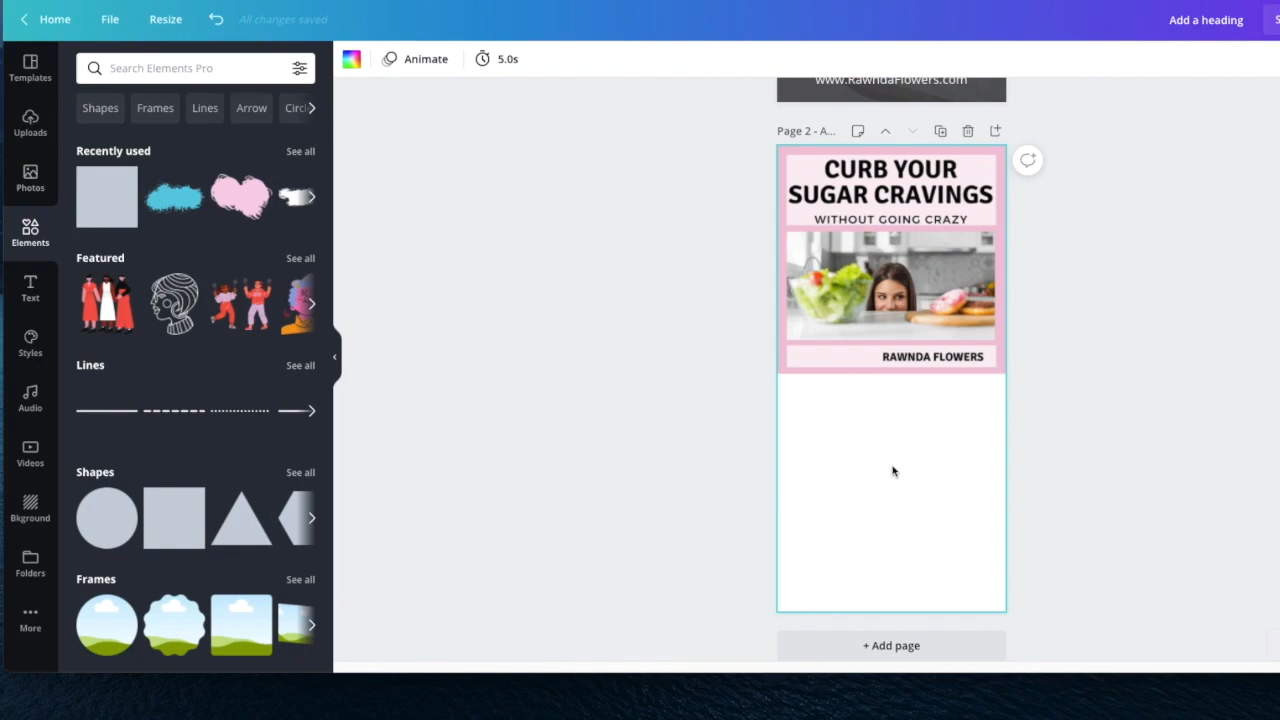 Home File Resize All changes saved Add a heading
Templates
Uploads
Photos
Elements
Text
Styles
Audio
Videos
Bkground
Folders
More
Search Elements Pro
Shapes Frames Lines Arrow Circl
Recently used See all
Featured See all
Lines See all
Shapes See all
Frames See all
Animate 5.0s
www.RawndaFlowers.com
Page 2 - A...
CURB YOUR
SUGAR CRAVINGS
WITHOUT GOING CRAZY
RAWNDA FLOWERS
+ Add page